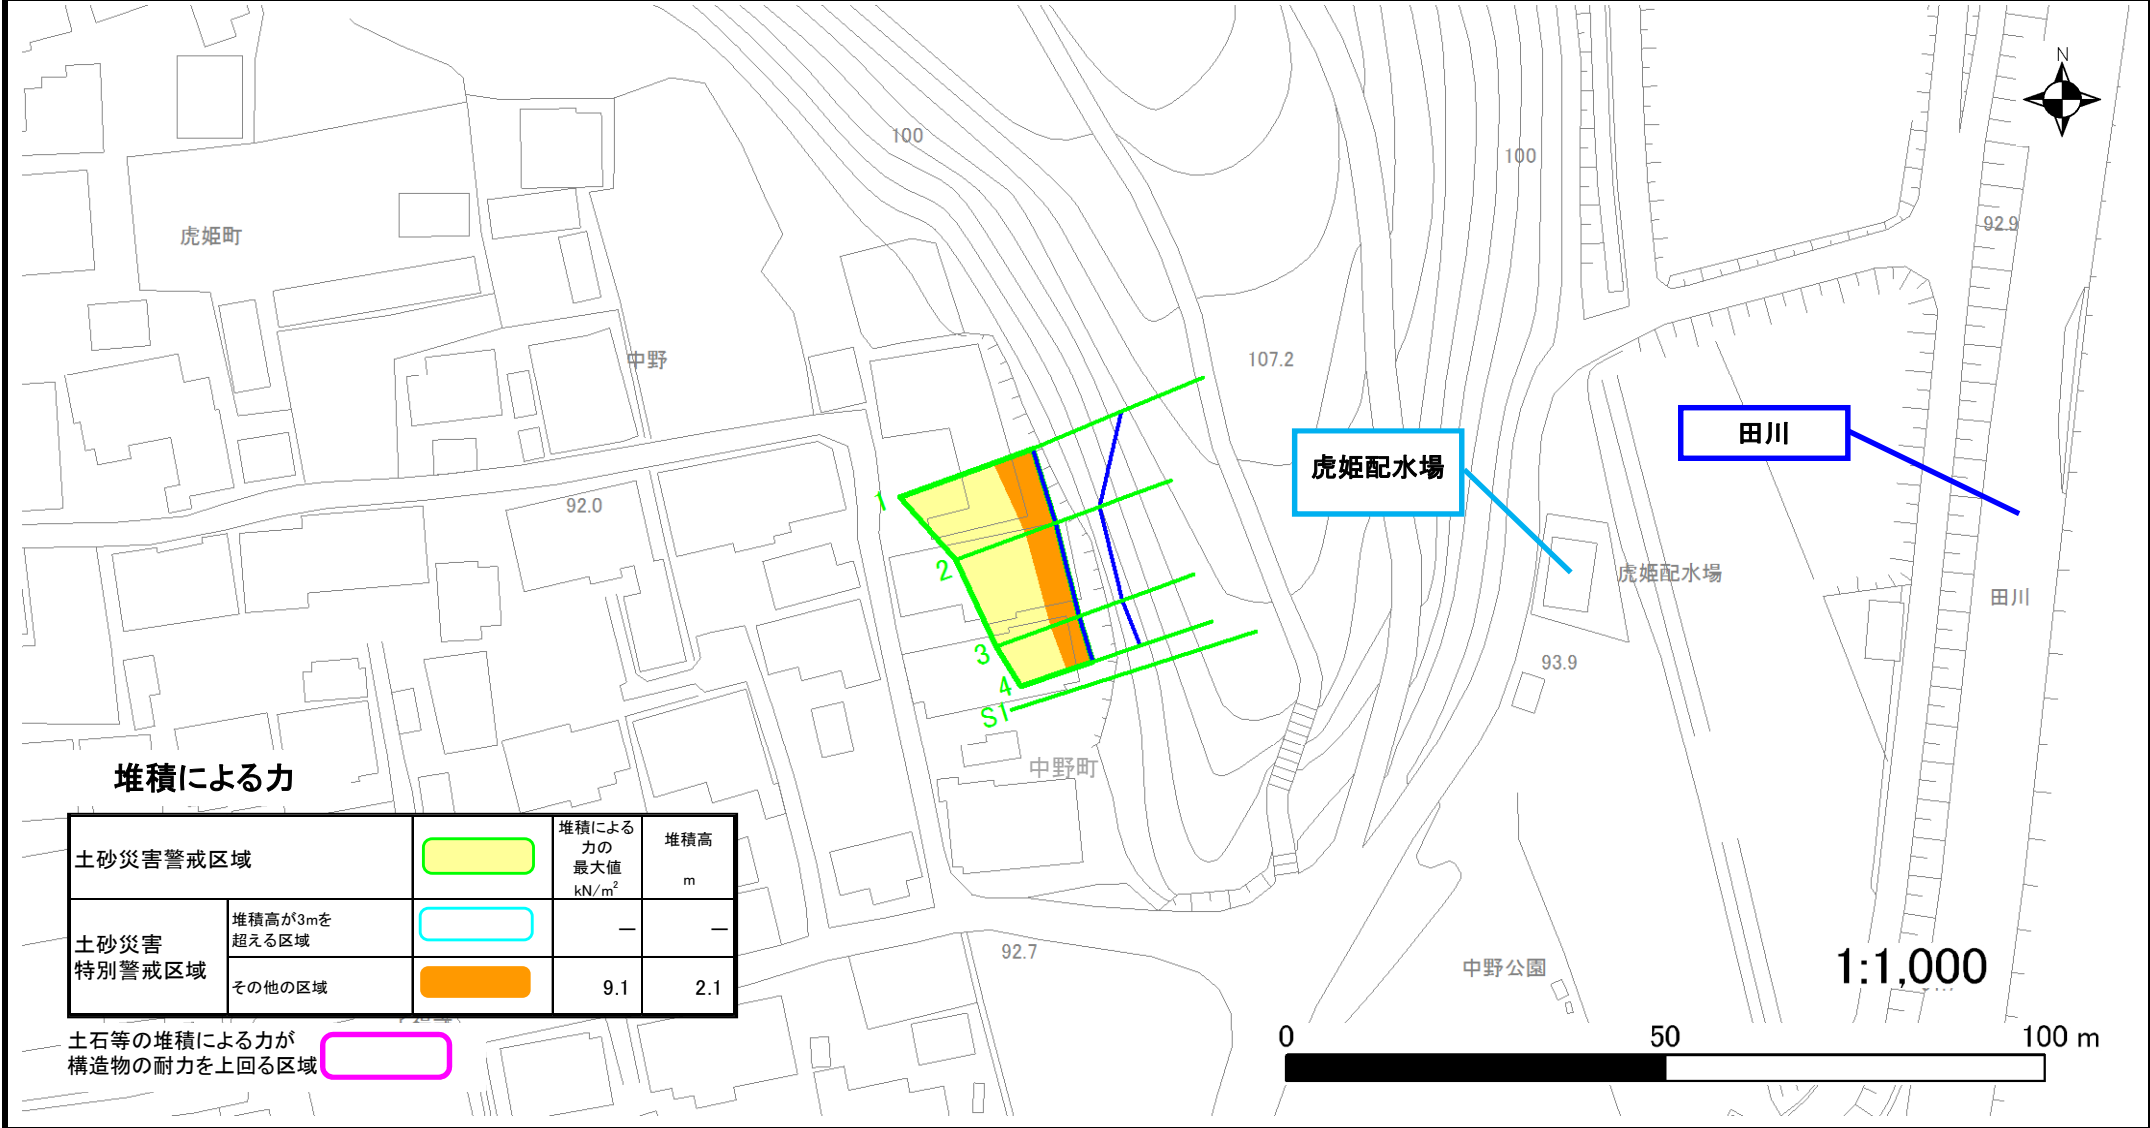 N
100
100
92.9
虎姫町
中野
107.2
田川
虎姫配水場
1
92.0
2
虎姫配水場
田川
3
93.9
4
S1
中野町
堆積による力
土砂災害警戒区域
堆積による
力の
最大値
kN/m²
堆積高
m
土砂災害
特別警戒区域
堆積高が3mを
超える区域
—
—
その他の区域
9.1
2.1
92.7
中野公園
1:1,000
土石等の堆積による力が
構造物の耐力を上回る区域
0
50
100 m